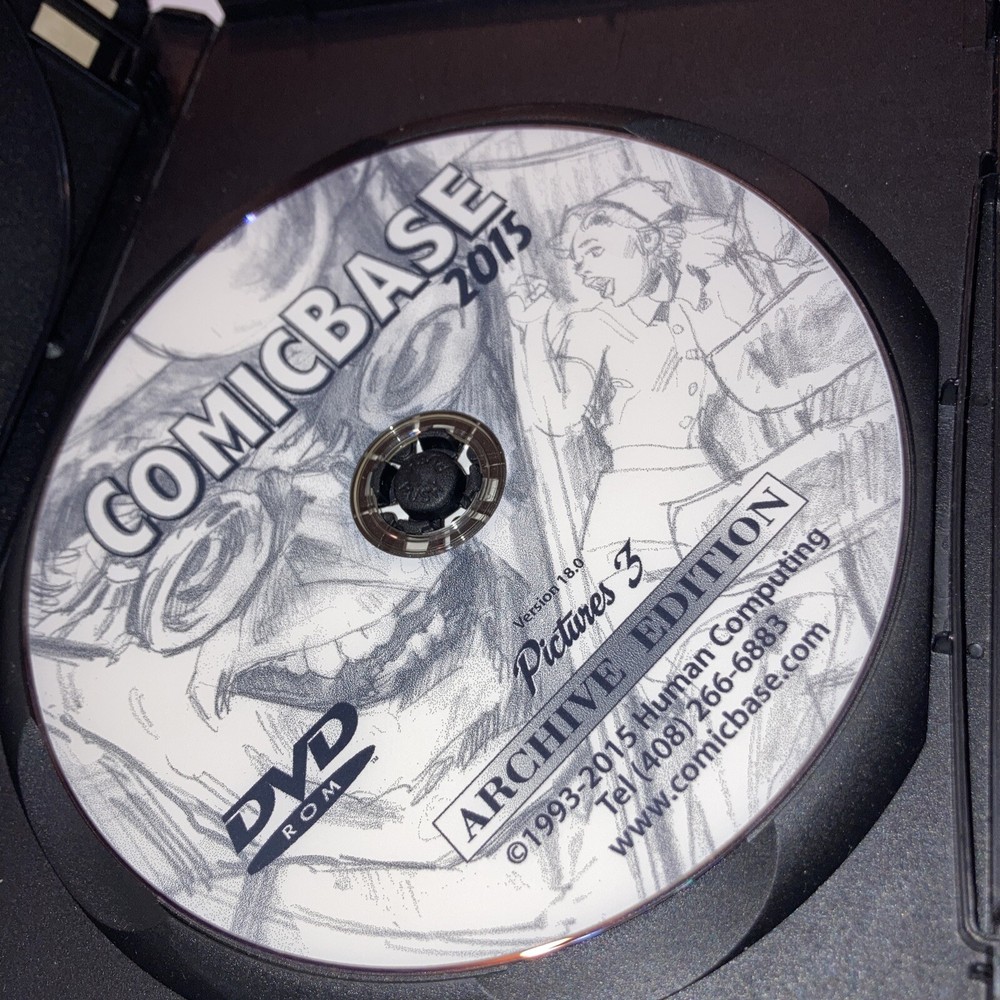 COMICBASE
2015
Version 18.0
Pictures 3
ARCHIVE EDITION
©1993-2015 Human Computing
Tel (408) 266-6883
www.comicbase.com
DVD
ROM™